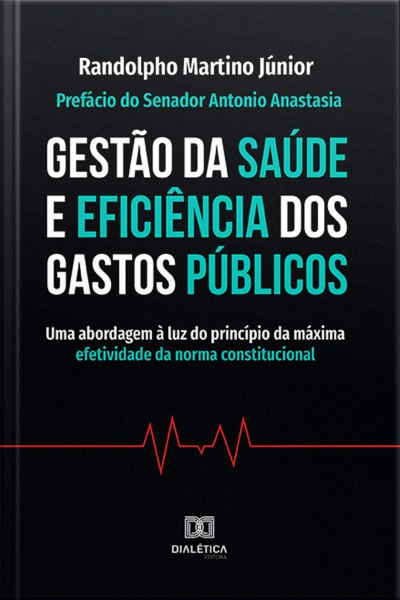 Randolpho Martino Júnior
Prefácio do Senador Antonio Anastasia
GESTÃO DA SAÚDE
E EFICIÊNCIA DOS
GASTOS PÚBLICOS
Uma abordagem à luz do princípio da máxima
efetividade da norma constitucional
DIALÉTICA
EDITORA